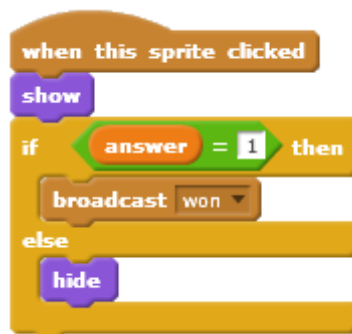 when this sprite clicked
show
if answer = 1 then
broadcast won
else
hide